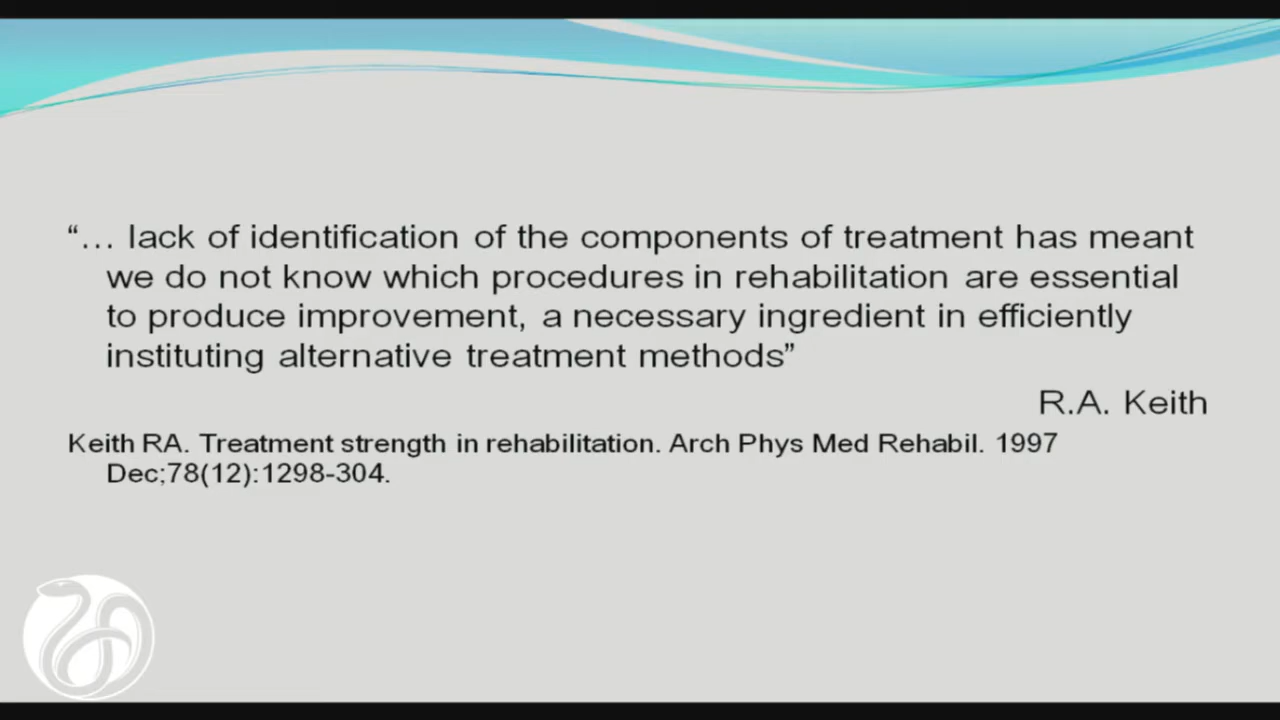 “… lack of identification of the components of treatment has meant
we do not know which procedures in rehabilitation are essential
to produce improvement, a necessary ingredient in efficiently
instituting alternative treatment methods”
R.A. Keith
Keith RA. Treatment strength in rehabilitation. Arch Phys Med Rehabil. 1997
Dec;78(12):1298-304.